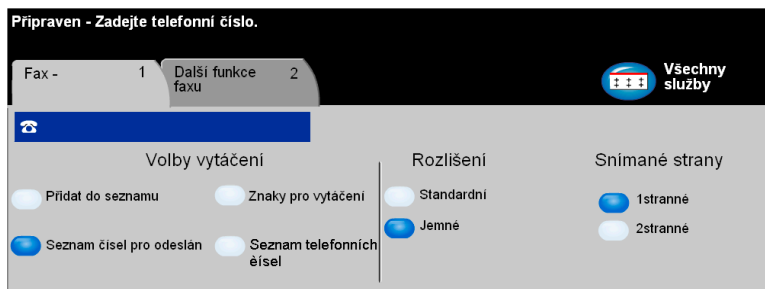 Připraven - Zadejte telefonní číslo.
Fax - 1
Další funkce faxu 2
Všechny
služby
Volby vytáčení
Přidat do seznamu
Znaky pro vytáčení
Seznam čísel pro odeslán
Seznam telefonních
èísel
Rozlišení
Standardní
Jemné
Snímané strany
1stranné
2stranné